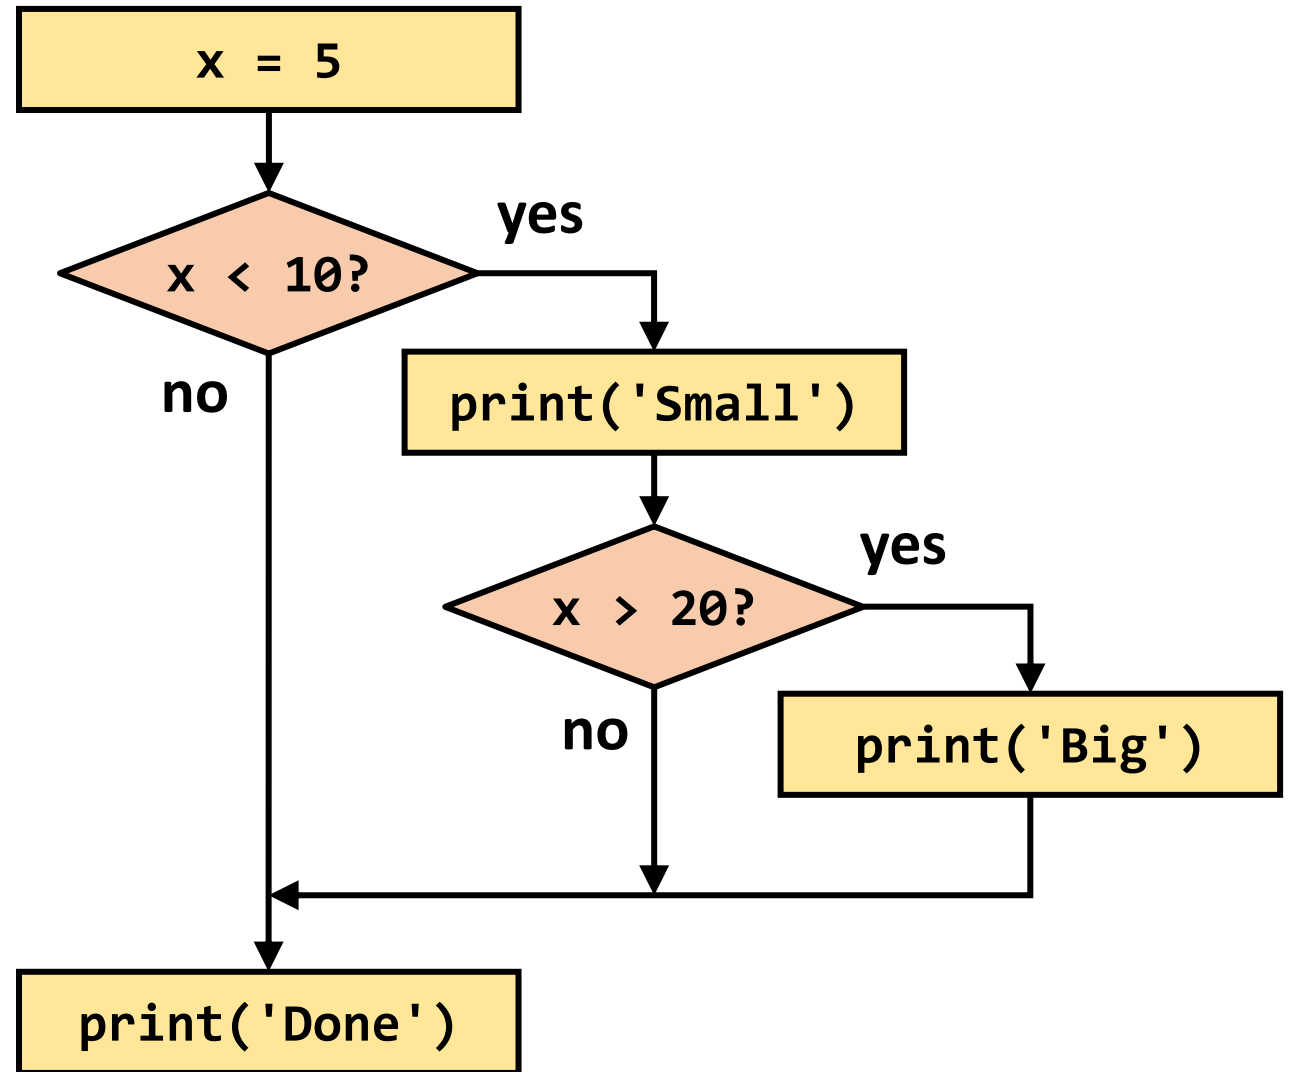 x = 5
yes
x < 10?
no
print('Small')
yes
x > 20?
no
print('Big')
print('Done')